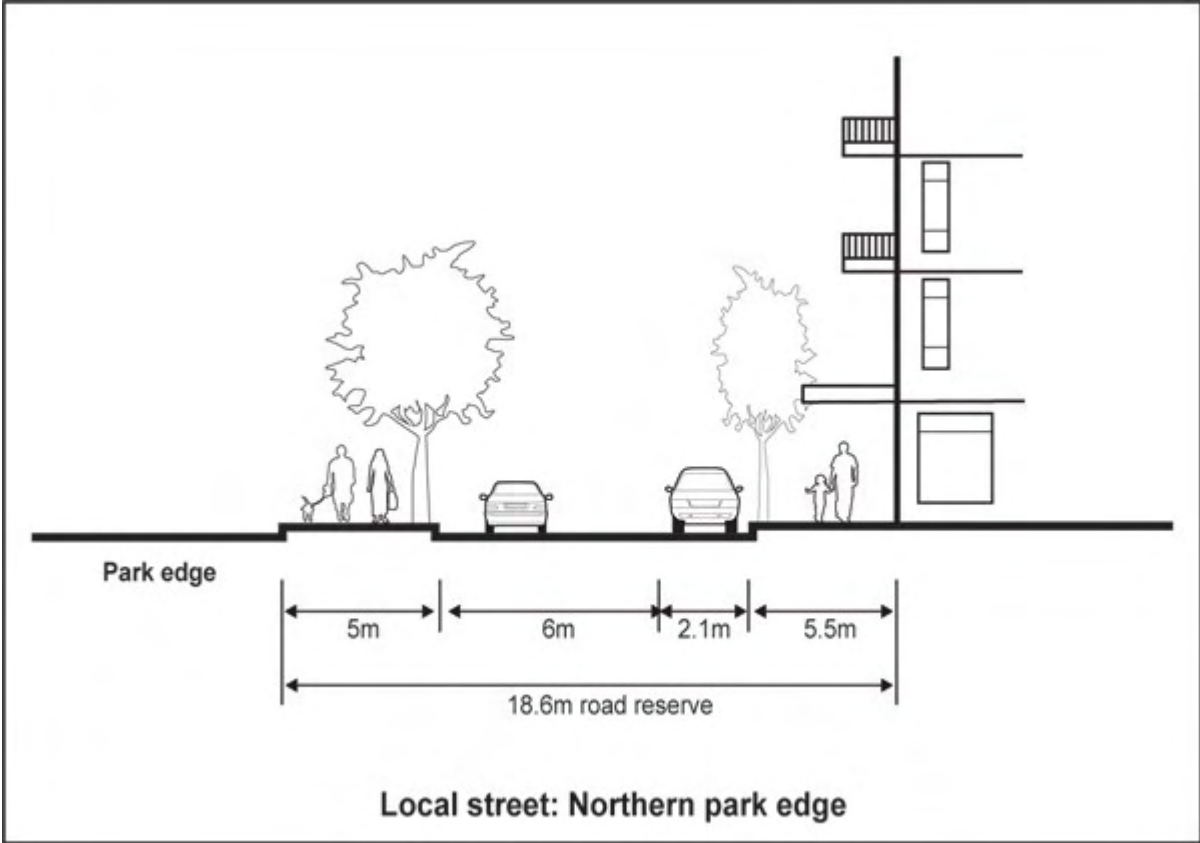 Park edge
5m
6m
2.1m
5.5m
18.6m road reserve
Local street: Northern park edge